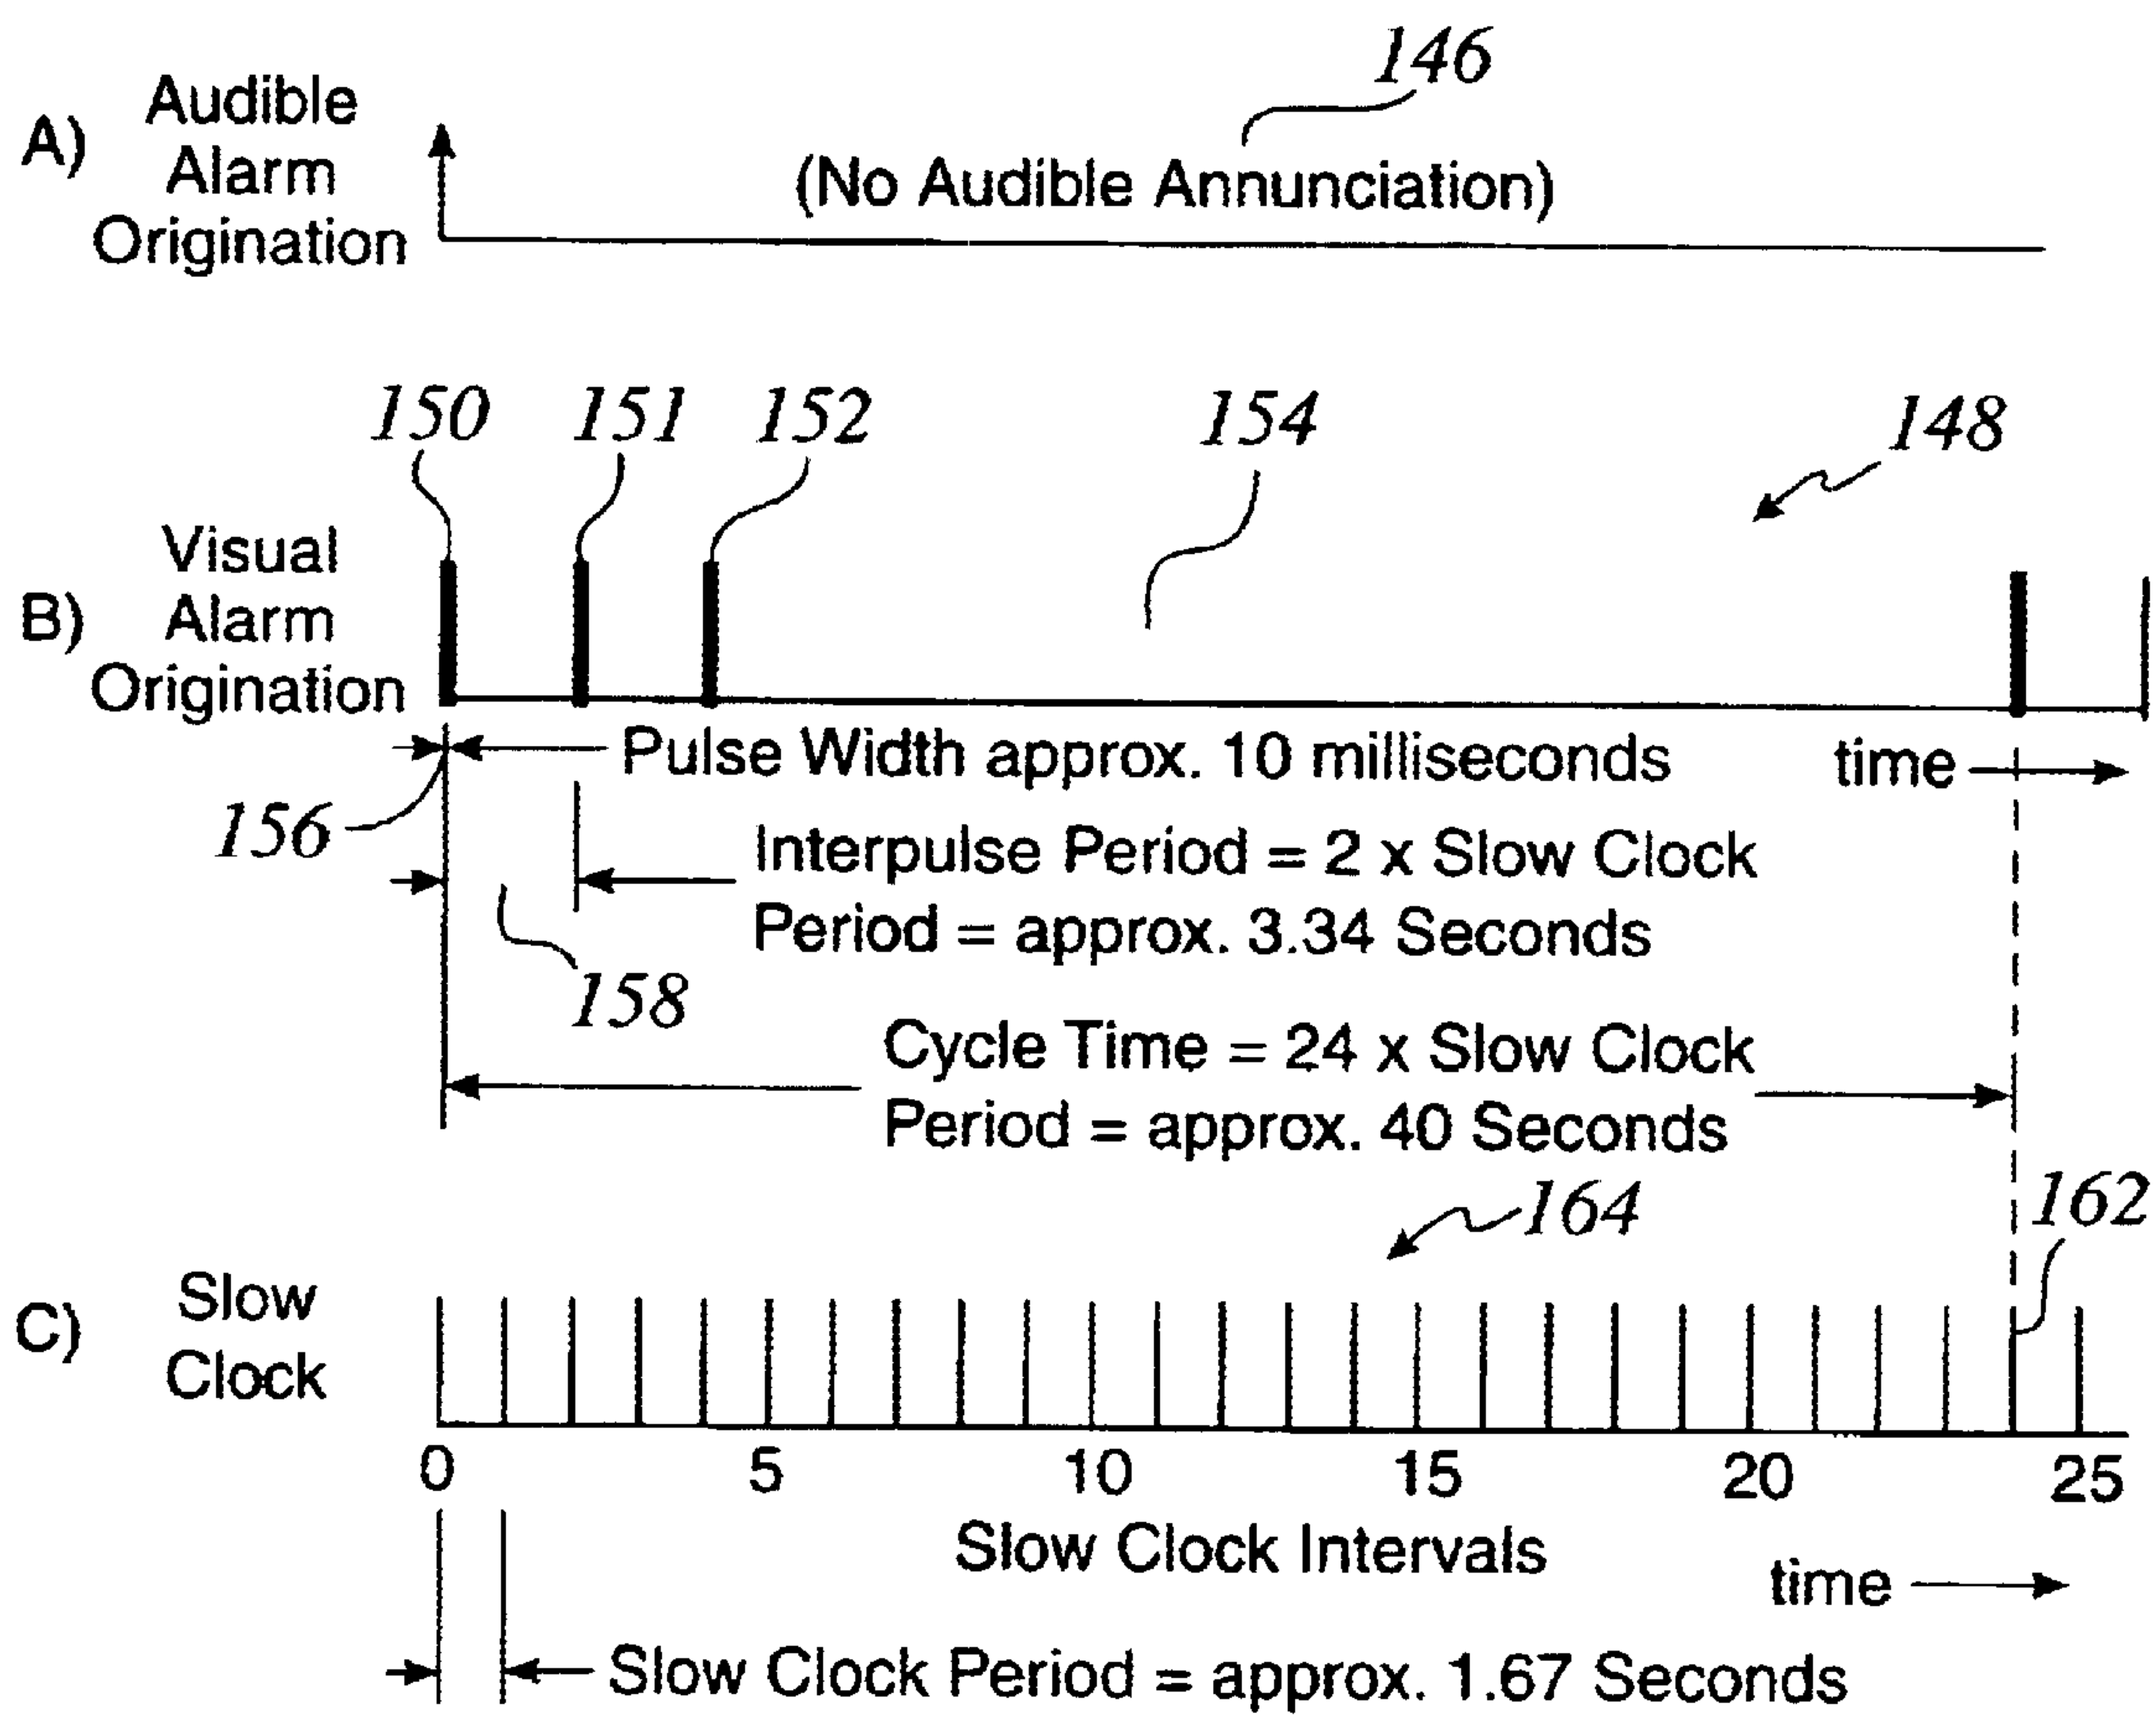 146
A)
Audible
Alarm
Origination
(No Audible Annunciation)
150
151
152
154
148
B)
Visual
Alarm
Origination
Pulse Width approx. 10 milliseconds
time
156
Interpulse Period = 2 x Slow Clock
Period = approx. 3.34 Seconds
158
Cycle Time = 24 x Slow Clock
Period = approx. 40 Seconds
164
162
C)
Slow
Clock
0 5 10 15 20 25
Slow Clock Intervals
time
Slow Clock Period = approx. 1.67 Seconds